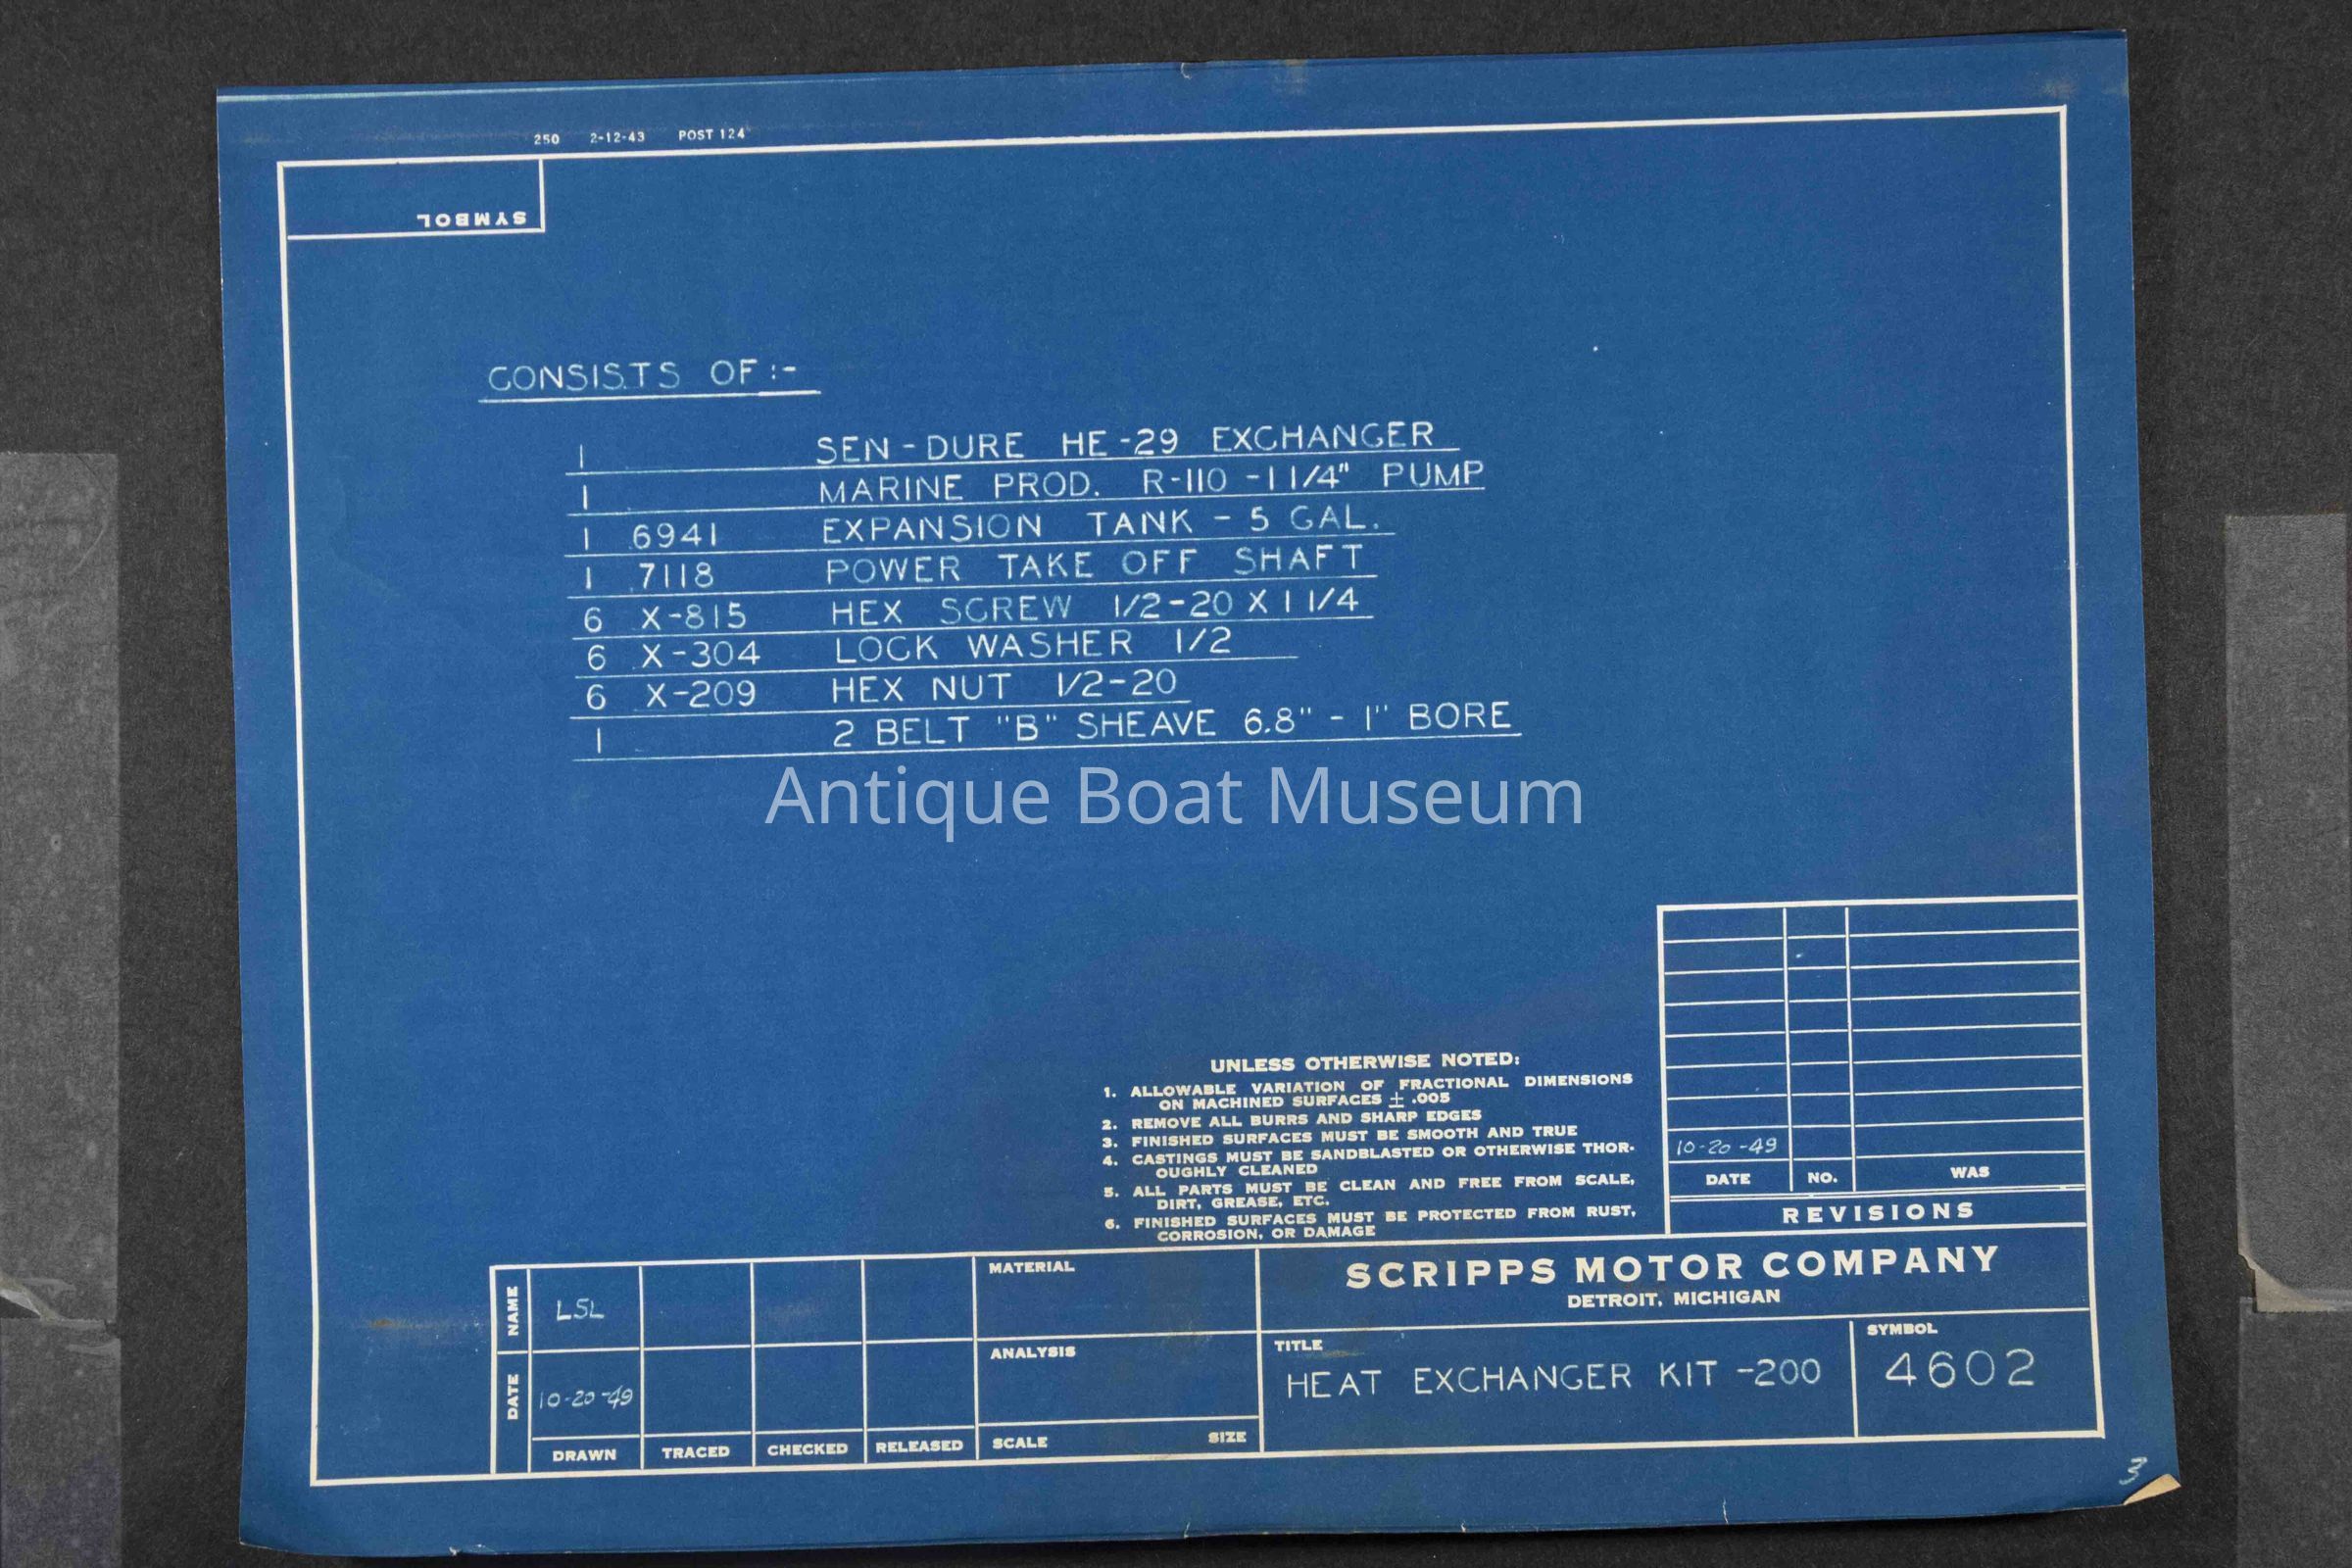 250 2-12-43 POST 124
SYMBOL
CONSISTS OF:-
1 SEN-DURE HE-29 EXCHANGER
1 MARINE PROD. R-110 -1 1/4" PUMP
1 6941 EXPANSION TANK - 5 GAL.
1 7118 POWER TAKE OFF SHAFT
6 X-815 HEX SCREW 1/2-20 X 1 1/4
6 X-304 LOCK WASHER 1/2
6 X-209 HEX NUT 1/2-20
1 2 BELT "B" SHEAVE 6.8" - 1" BORE
Antique Boat Museum
UNLESS OTHERWISE NOTED:
1. ALLOWABLE VARIATION OF FRACTIONAL DIMENSIONS
ON MACHINED SURFACES ± .005
2. REMOVE ALL BURRS AND SHARP EDGES
3. FINISHED SURFACES MUST BE SMOOTH AND TRUE
4. CASTINGS MUST BE SANDBLASTED OR OTHERWISE THOR-
OUGHLY CLEANED
5. ALL PARTS MUST BE CLEAN AND FREE FROM SCALE,
DIRT, GREASE, ETC.
6. FINISHED SURFACES MUST BE PROTECTED FROM RUST,
CORROSION, OR DAMAGE
10-20-49
DATE NO. WAS
REVISIONS
NAME LSL
DATE 10-20-49
DRAWN TRACED CHECKED RELEASED
MATERIAL
ANALYSIS
SCALE SIZE
SCRIPPS MOTOR COMPANY
DETROIT, MICHIGAN
TITLE
HEAT EXCHANGER KIT -200
SYMBOL
4602
3